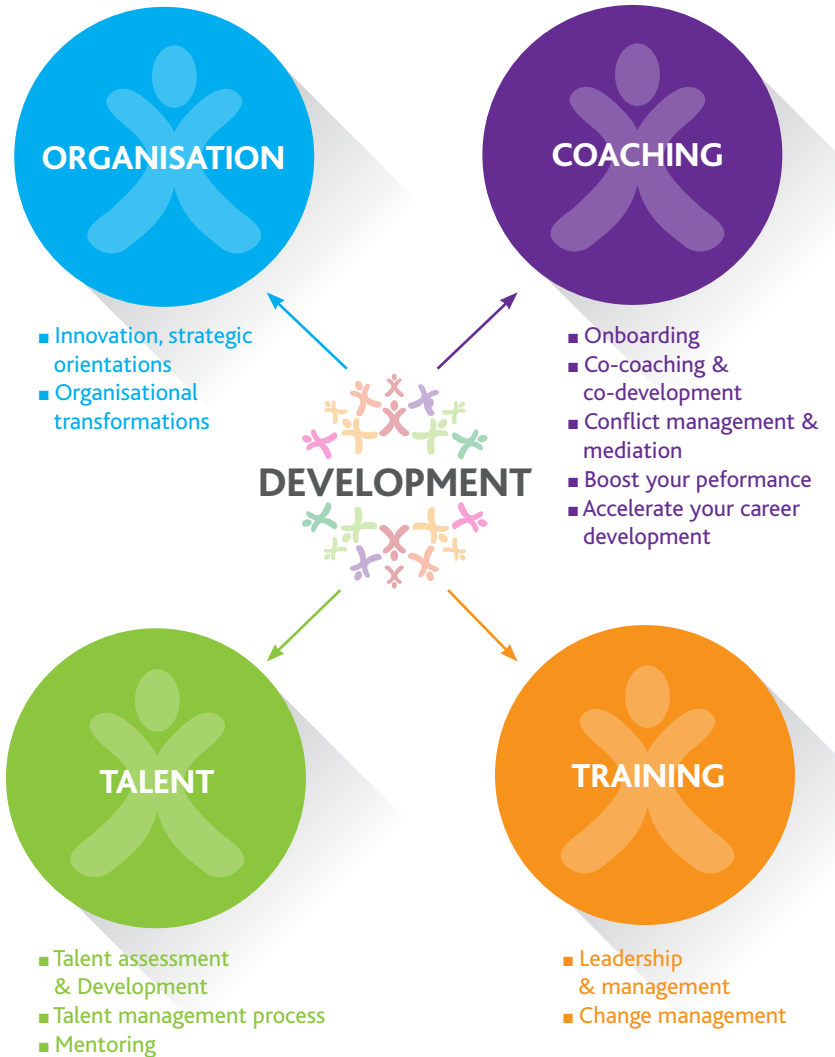 ORGANISATION
■ Innovation, strategic
orientations
■ Organisational
transformations
COACHING
■ Onboarding
■ Co-coaching &
co-development
■ Conflict management &
mediation
■ Boost your peformance
■ Accelerate your career
development
DEVELOPMENT
TALENT
■ Talent assessment
& Development
■ Talent management process
■ Mentoring
TRAINING
■ Leadership
& management
■ Change management